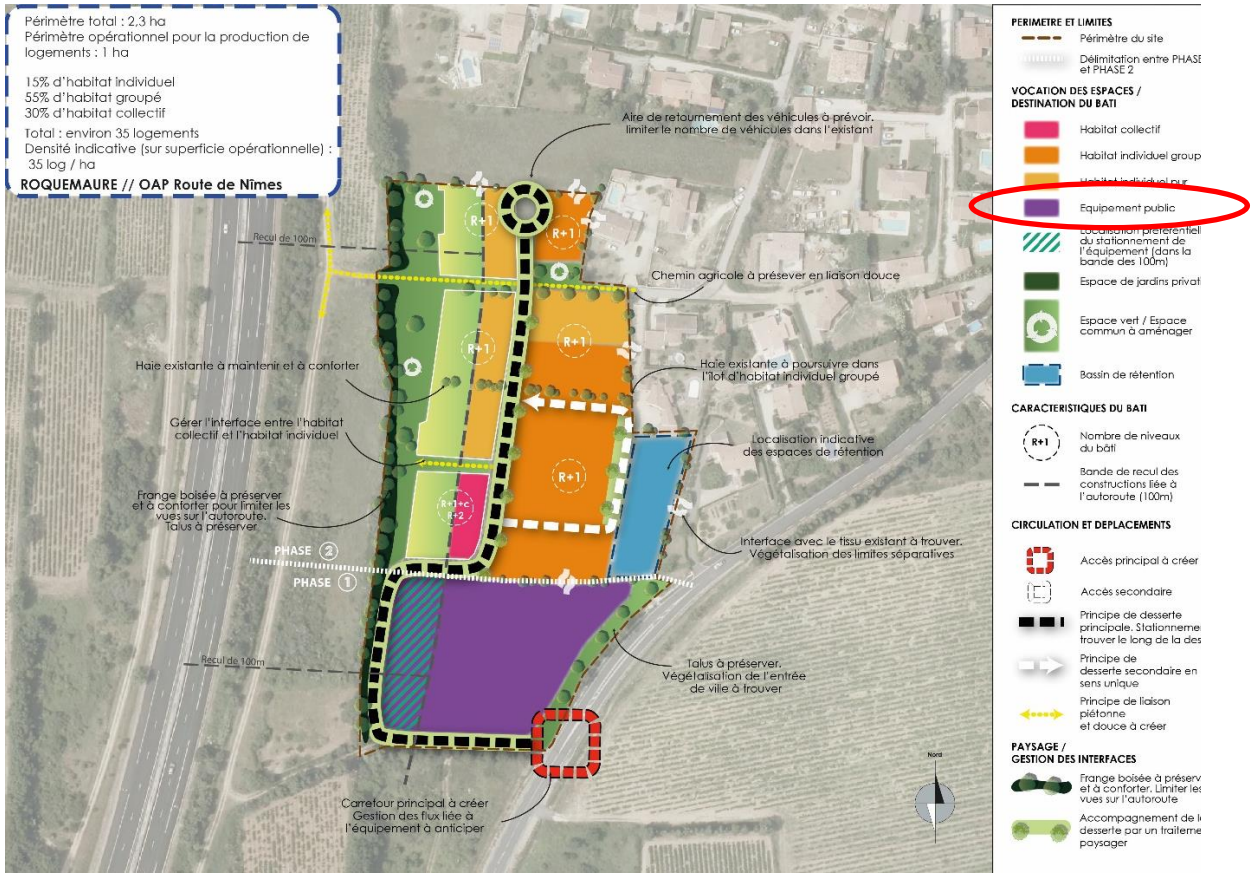 Périmètre total : 2,3 ha
Périmètre opérationnel pour la production de
logements : 1 ha
15% d'habitat individuel
55% d'habitat groupé
30% d'habitat collectif
Total : environ 35 logements
Densité indicative (sur superficie opérationnelle) :
35 log / ha
ROQUEMAURE // OAP Route de Nîmes
Aire de retournement des véhicules à prévoir.
limiter le nombre de véhicules dans l'existant
R+1
R+1
Recul de 100m
Chemin agricole à présever en liaison douce
R+1
R+1
Haie existante à maintenir et à conforter
Haie existante à poursuivre dans
l'îlot d'habitat individuel groupé
Gérer l'interface entre l'habitat
collectif et l'habitat individuel
Localisation indicative
des espaces de rétention
R+1
R+1+c
R+2
Frange boisée à préserver
et à conforter pour limiter les
vues sur l'autoroute.
Talus à préserver
Interface avec le tissu existant à trouver.
Végétalisation des limites séparatives
PHASE 2
PHASE 1
Recul de 100m
Talus à préserver.
Végétalisation de l'entrée
de ville à trouver
Carrefour principal à créer
Gestion des flux liée à
l'équipement à anticiper
Nord
PERIMETRE ET LIMITES
Périmètre du site
Délimitation entre PHASE
et PHASE 2
VOCATION DES ESPACES /
DESTINATION DU BATI
Habitat collectif
Habitat individuel group
Habitat individuel pur
Equipement public
Localisation préférentiell
du stationnement de
l'équipement (dans la
bande des 100m)
Espace de jardins privati
Espace vert / Espace
commun à aménager
Bassin de rétention
CARACTERISTIQUES DU BATI
R+1
Nombre de niveaux
du bâti
Bande de recul des
constructions liée à
l'autoroute (100m)
CIRCULATION ET DEPLACEMENTS
Accès principal à créer
Accès secondaire
Principe de desserte
principale. Stationneme
trouver le long de la des
Principe de
desserte secondaire en
sens unique
Principe de liaison
piétonne
et douce à créer
PAYSAGE /
GESTION DES INTERFACES
Frange boisée à préserv
et à conforter. Limiter les
vues sur l'autoroute
Accompagnement de l
desserte par un traiteme
paysager